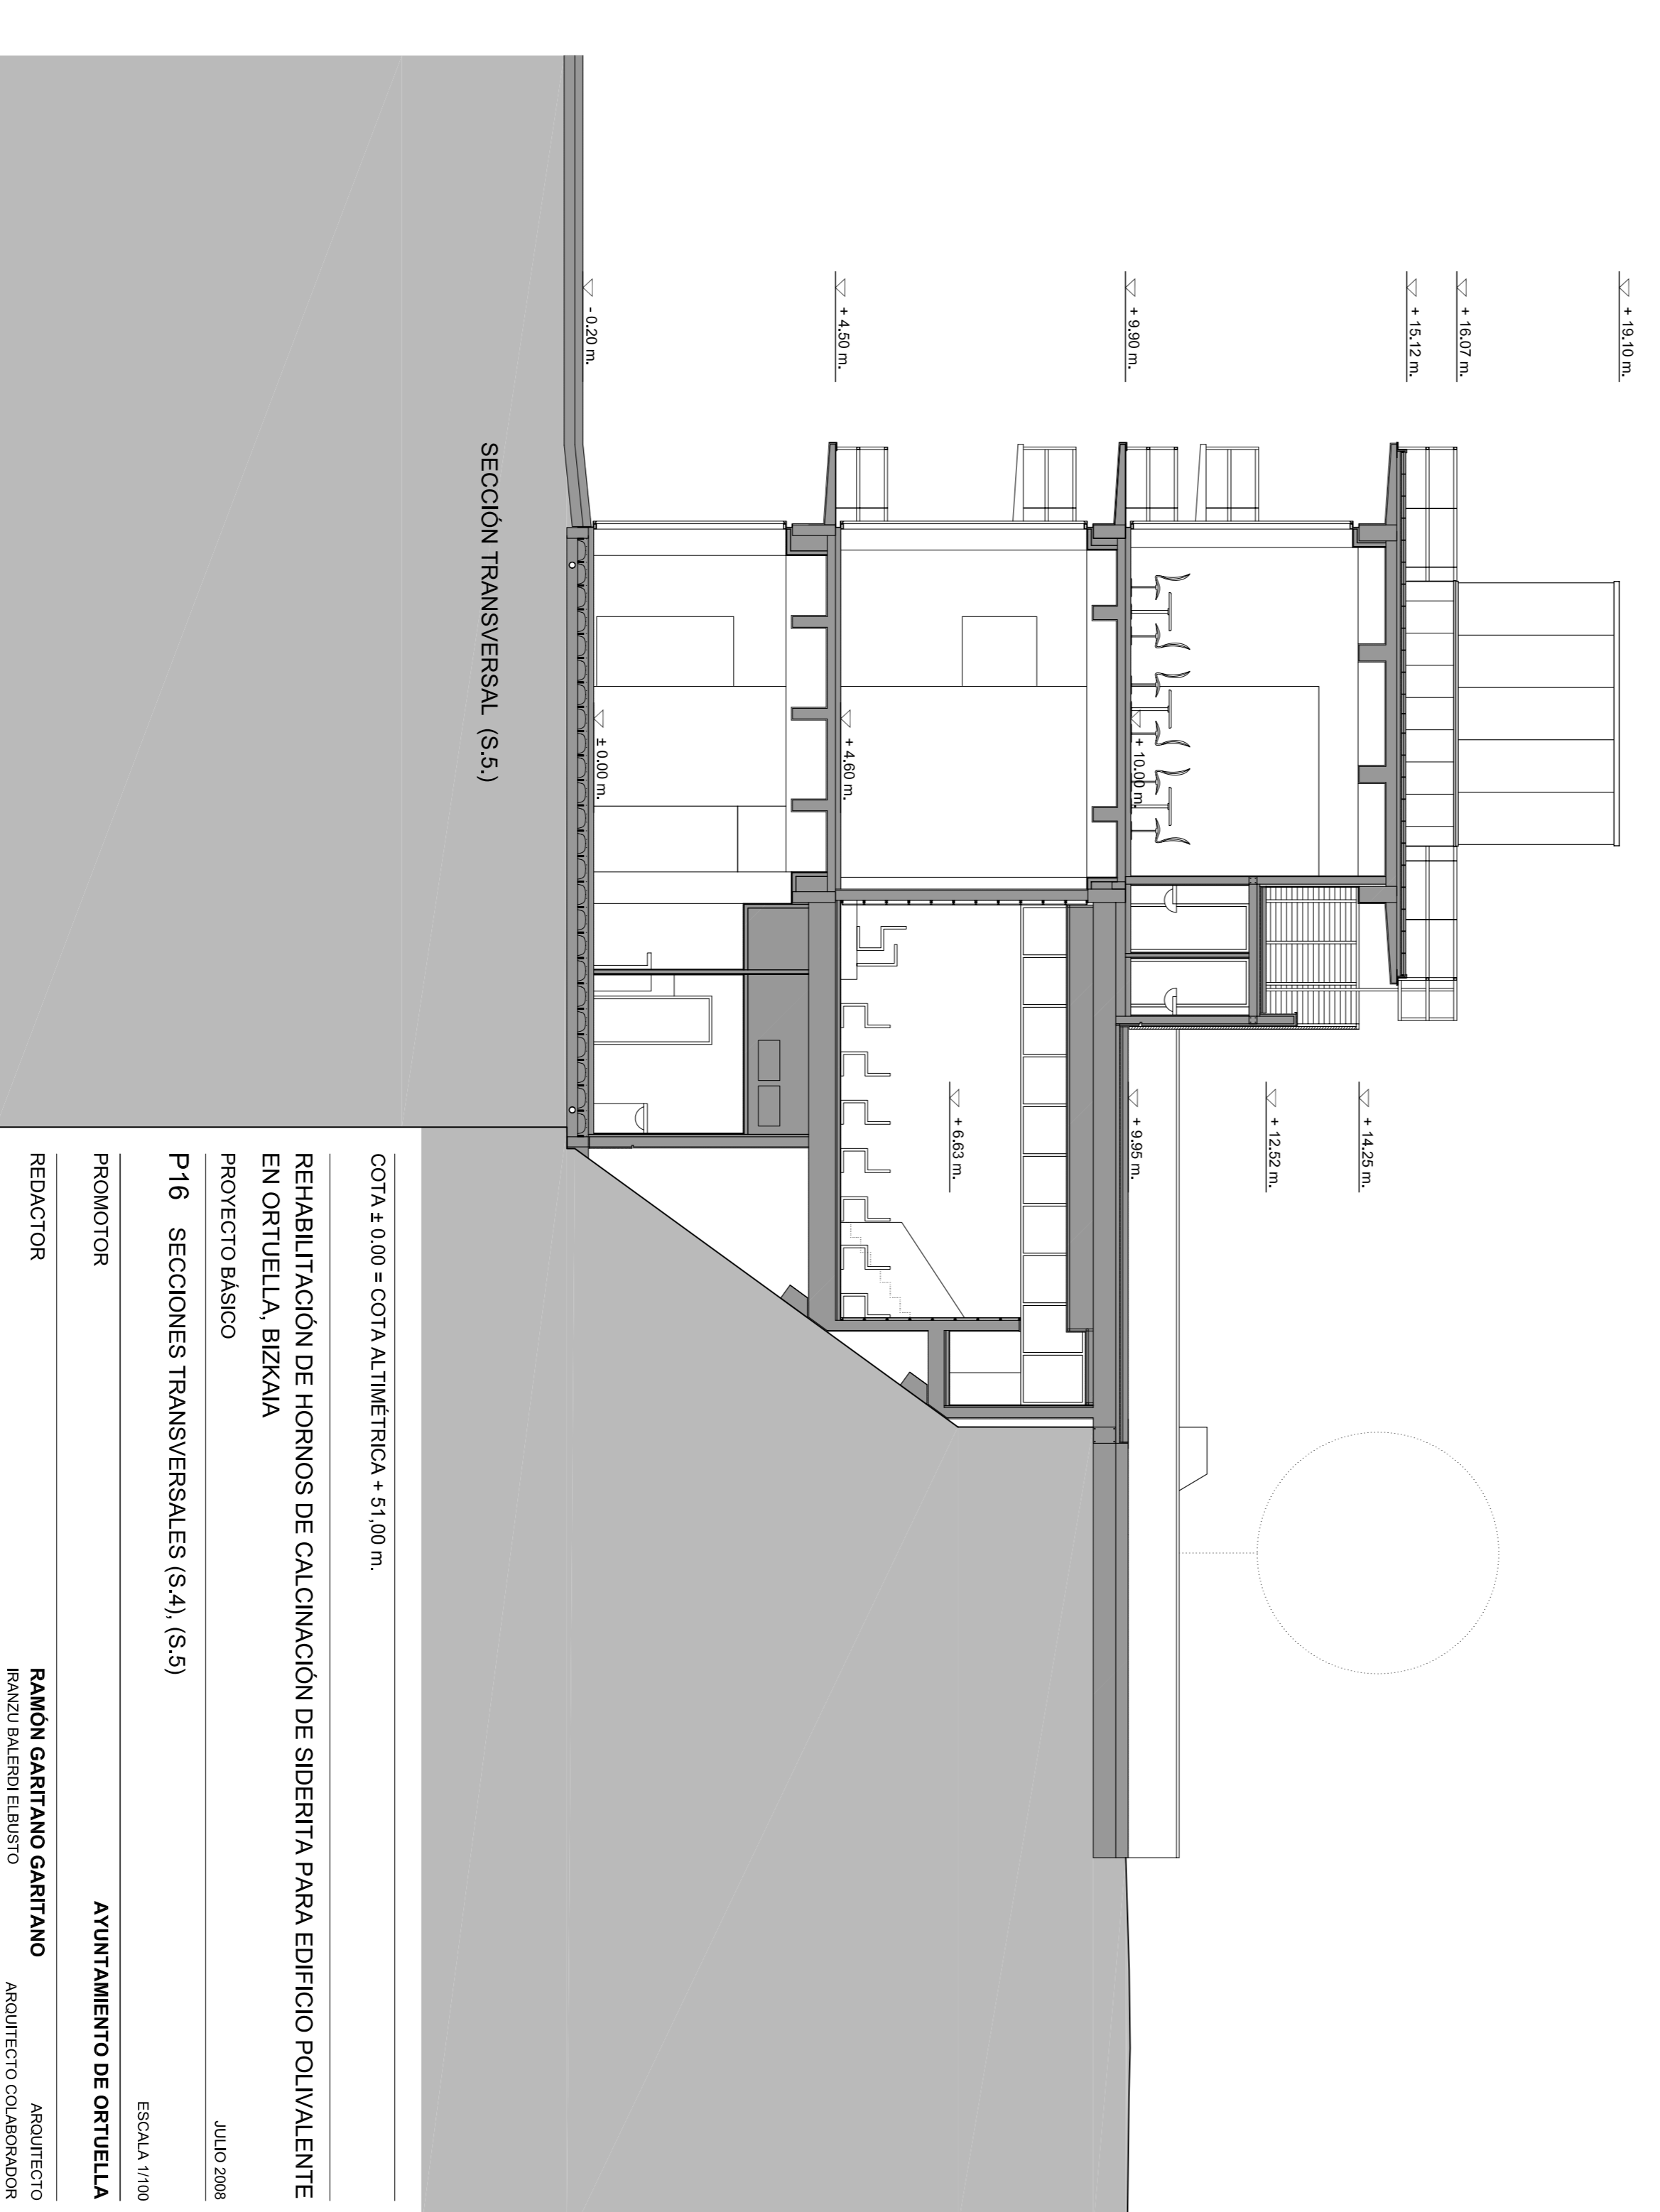 + 19.10 m.
+ 16.07 m.
+ 15.12 m.
+ 14.25 m.
+ 12.52 m.
+ 9.90 m.
+ 10.00 m.
+ 9.95 m.
+ 6.63 m.
+ 4.50 m.
+ 4.60 m.
- 0.20 m.
± 0.00 m.
SECCIÓN TRANSVERSAL (S.5.)
COTA ± 0.00 = COTA ALTIMÉTRICA + 51,00 m.
REHABILITACIÓN DE HORNOS DE CALCINACIÓN DE SIDERITA PARA EDIFICIO POLIVALENTE
EN ORTUELLA, BIZKAIA
PROYECTO BÁSICO JULIO 2008
P16 SECCIONES TRANSVERSALES (S.4), (S.5)
ESCALA 1/100
PROMOTOR AYUNTAMIENTO DE ORTUELLA
REDACTOR RAMÓN GARITANO GARITANO ARQUITECTO
IRANZU BALERDI ELBUSTO ARQUITECTO COLABORADOR